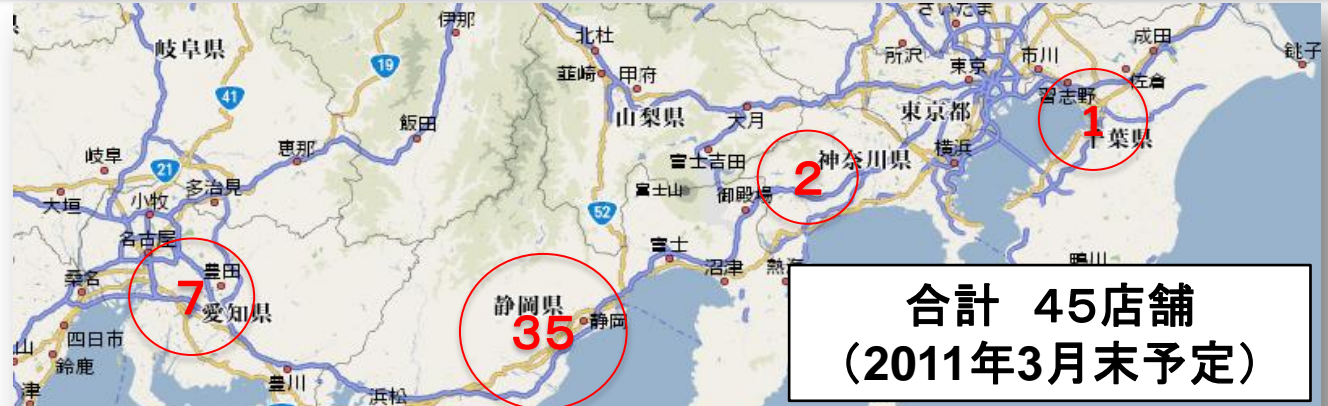 さいたま
伊那
岐阜県
北杜
成田
銚子
所沢
東京
市川
19
韮崎
甲府
佐倉
41
習志野
山梨県
大月
東京都
1
千葉県
飯田
恵那
岐阜
21
富士吉田
神奈川県
横浜
2
多治見
富士山
御殿場
大垣
小牧
52
名古屋
富士
豊田
沼津
熱海
鴨川
桑名
7
愛知県
静岡県
35
静岡
合計 45店舗
（2011年3月末予定）
四日市
山
鈴鹿
豊川
浜松
津